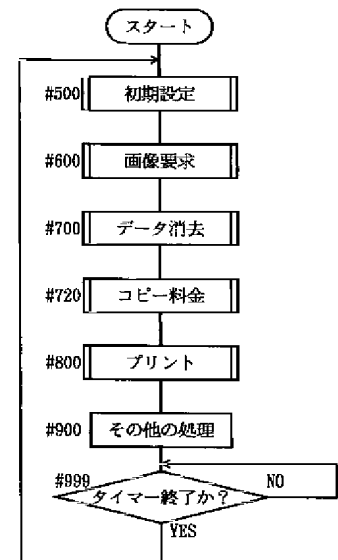 スタート
#500 初期設定
#600 画像要求
#700 データ消去
#720 コピー料金
#800 プリント
#900 その他の処理
#999 タイマー終了か? NO
YES